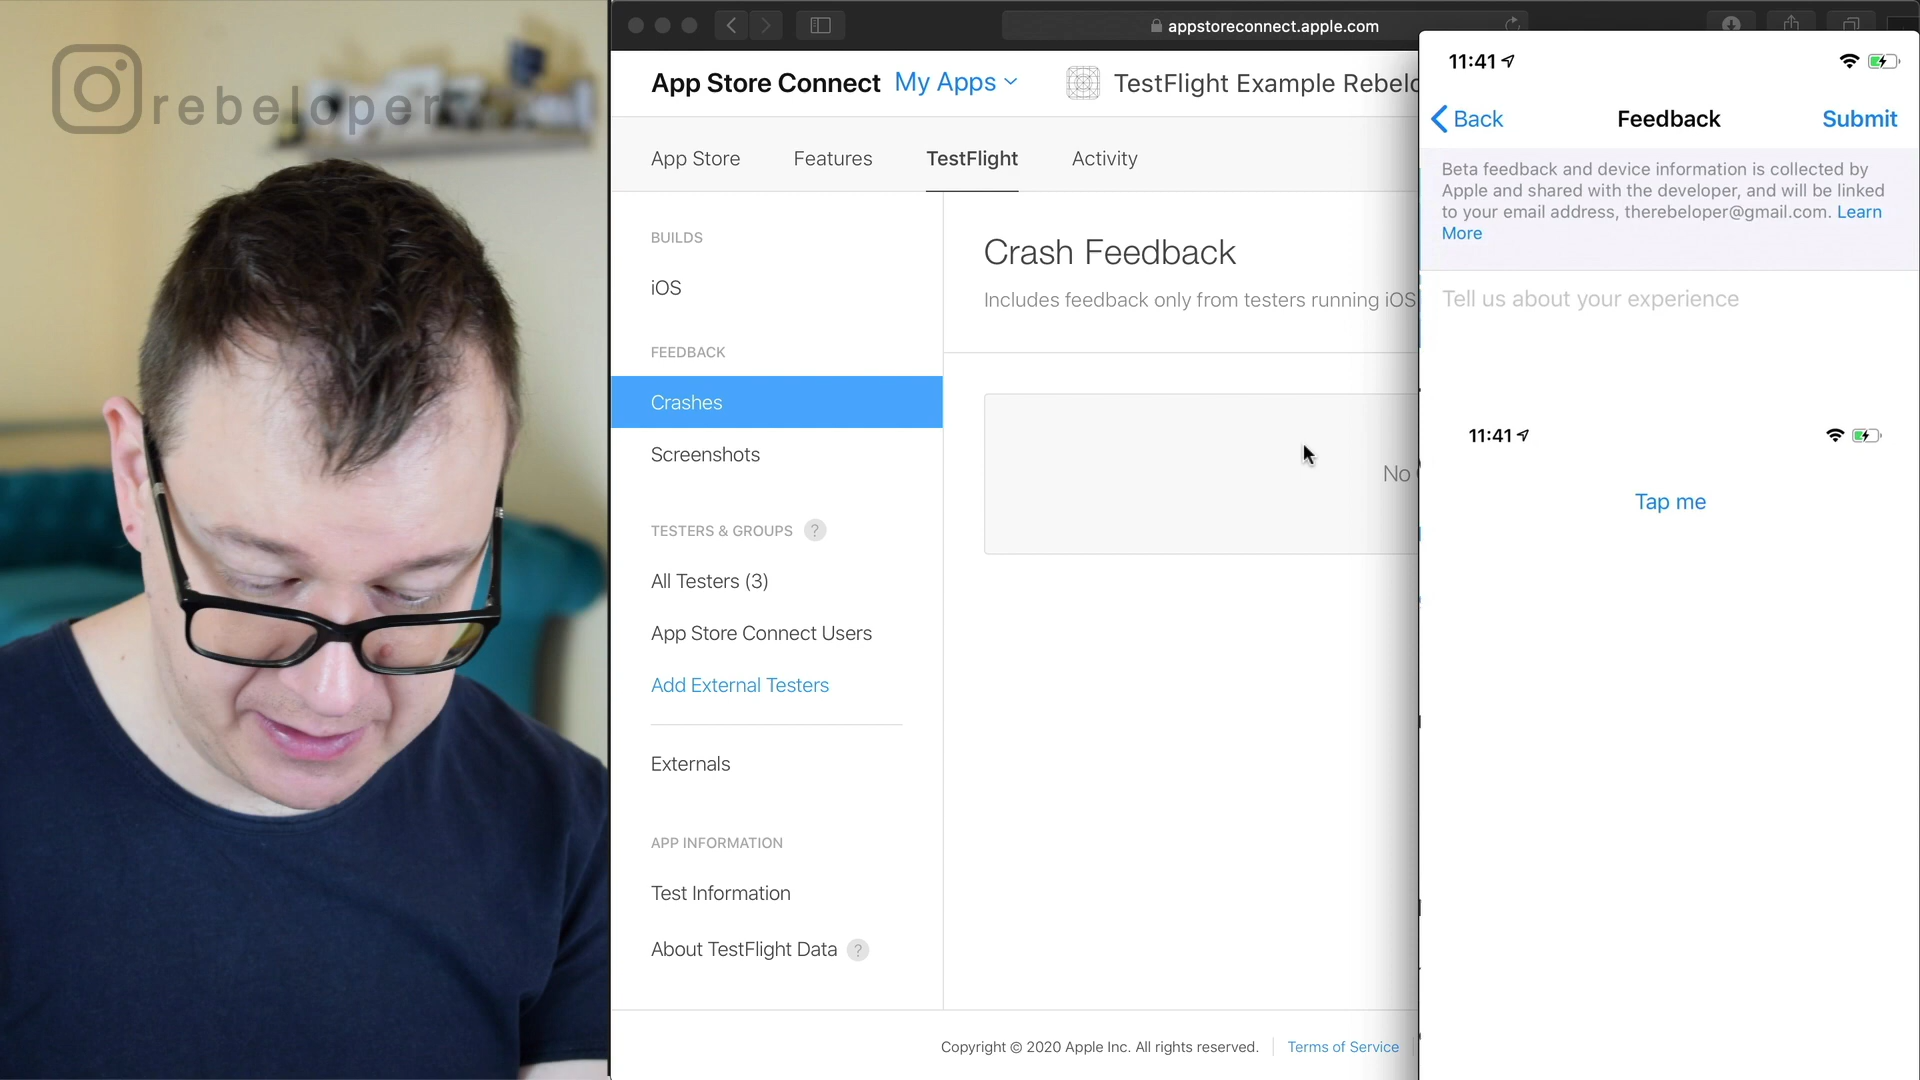 rebeloper
appstoreconnect.apple.com
App Store Connect My Apps TestFlight Example Rebelo
App Store Features TestFlight Activity
BUILDS
iOS
FEEDBACK
Crashes
Screenshots
TESTERS & GROUPS ?
All Testers (3)
App Store Connect Users
Add External Testers
Externals
APP INFORMATION
Test Information
About TestFlight Data ?
Crash Feedback
Includes feedback only from testers running iOS
No
Copyright © 2020 Apple Inc. All rights reserved. Terms of Service
11:41
Back Feedback Submit
Beta feedback and device information is collected by
Apple and shared with the developer, and will be linked
to your email address, therebeloper@gmail.com. Learn
More
Tell us about your experience
11:41
Tap me